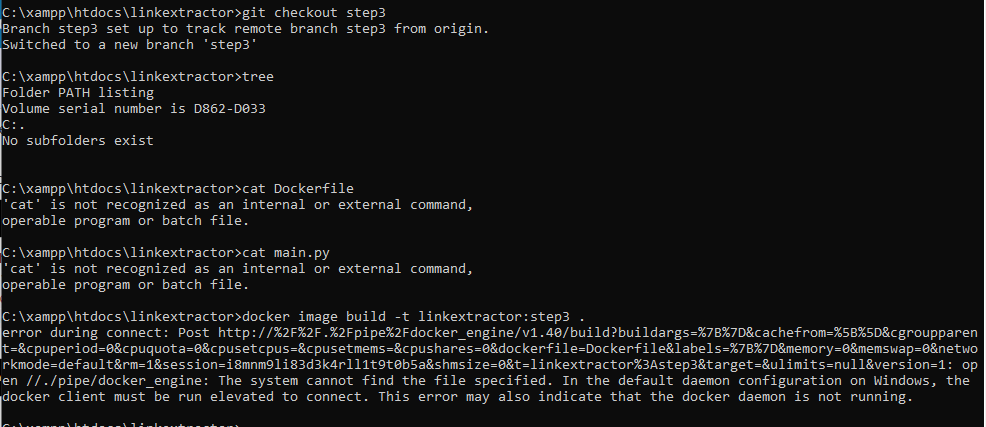 C:\xampp\htdocs\linkextractor>git checkout step3
Branch step3 set up to track remote branch step3 from origin.
Switched to a new branch 'step3'
C:\xampp\htdocs\linkextractor>tree
Folder PATH listing
Volume serial number is D862-D033
C:.
No subfolders exist
C:\xampp\htdocs\linkextractor>cat Dockerfile
'cat' is not recognized as an internal or external command,
operable program or batch file.
C:\xampp\htdocs\linkextractor>cat main.py
'cat' is not recognized as an internal or external command,
operable program or batch file.
C:\xampp\htdocs\linkextractor>docker image build -t linkextractor:step3 .
error during connect: Post http://%2F%2F.%2Fpipe%2Fdocker_engine/v1.40/build?buildargs=%7B%7D&cachefrom=%5B%5D&cgroupparen
t=&cpuperiod=0&cpuquota=0&cpusetcpus=&cpusetmems=&cpushares=0&dockerfile=Dockerfile&labels=%7B%7D&memory=0&memswap=0&netwo
rkmode=default&rm=1&session=i8mnm9li83d3k4rll1t9t0b5a&shmsize=0&t=linkextractor%3Astep3&target=&ulimits=null&version=1: op
en //./pipe/docker_engine: The system cannot find the file specified. In the default daemon configuration on Windows, the
docker client must be run elevated to connect. This error may also indicate that the docker daemon is not running.
C:\xampp\htdocs\linkextractor>